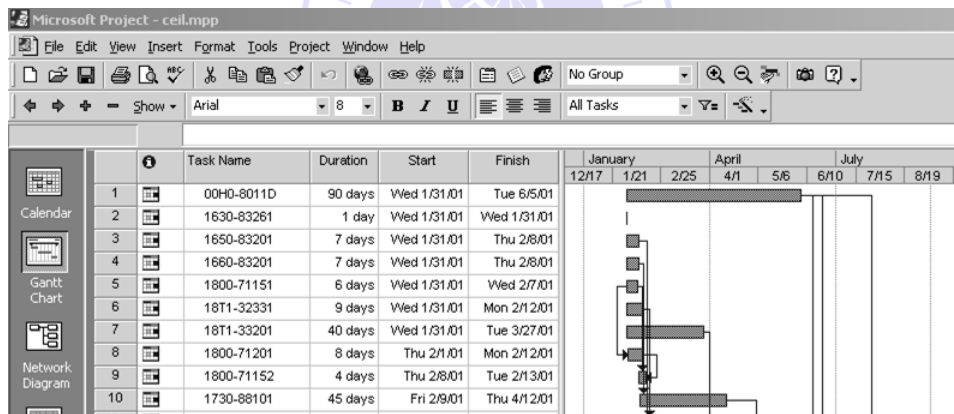 Microsoft Project - ceil.mpp
File Edit View Insert Format Tools Project Window Help
ABC No Group
Show Arial 8 B I U All Tasks
Task Name Duration Start Finish January April July
12/17 1/21 2/25 4/1 5/6 6/10 7/15 8/19
1 00H0-8011D 90 days Wed 1/31/01 Tue 6/5/01
Calendar 2 1630-83261 1 day Wed 1/31/01 Wed 1/31/01
3 1650-83201 7 days Wed 1/31/01 Thu 2/8/01
4 1660-83201 7 days Wed 1/31/01 Thu 2/8/01
Gantt Chart 5 1800-71151 6 days Wed 1/31/01 Wed 2/7/01
6 18T1-32331 9 days Wed 1/31/01 Mon 2/12/01
7 18T1-33201 40 days Wed 1/31/01 Tue 3/27/01
8 1800-71201 8 days Thu 2/1/01 Mon 2/12/01
Network Diagram 9 1800-71152 4 days Thu 2/8/01 Tue 2/13/01
10 1730-88101 45 days Fri 2/9/01 Thu 4/12/01